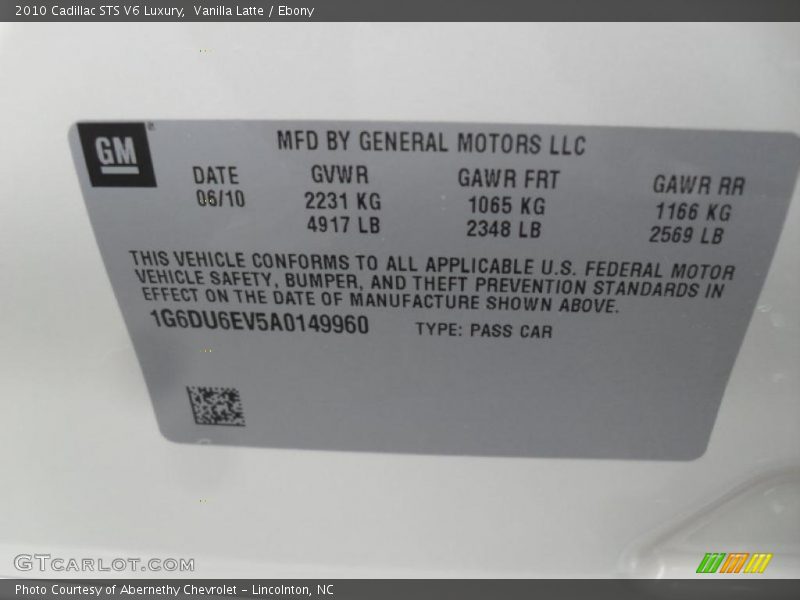 2010 Cadillac STS V6 Luxury,  Vanilla Latte / Ebony
GM
MFD BY GENERAL MOTORS LLC
DATE GVWR GAWR FRT GAWR RR
06/10 2231 KG 1065 KG 1166 KG
4917 LB 2348 LB 2569 LB
THIS VEHICLE CONFORMS TO ALL APPLICABLE U.S. FEDERAL MOTOR
VEHICLE SAFETY, BUMPER, AND THEFT PREVENTION STANDARDS IN
EFFECT ON THE DATE OF MANUFACTURE SHOWN ABOVE.
1G6DU6EV5A0149960 TYPE: PASS CAR
GTCARLOT.COM
Photo Courtesy of Abernethy Chevrolet - Lincolnton, NC